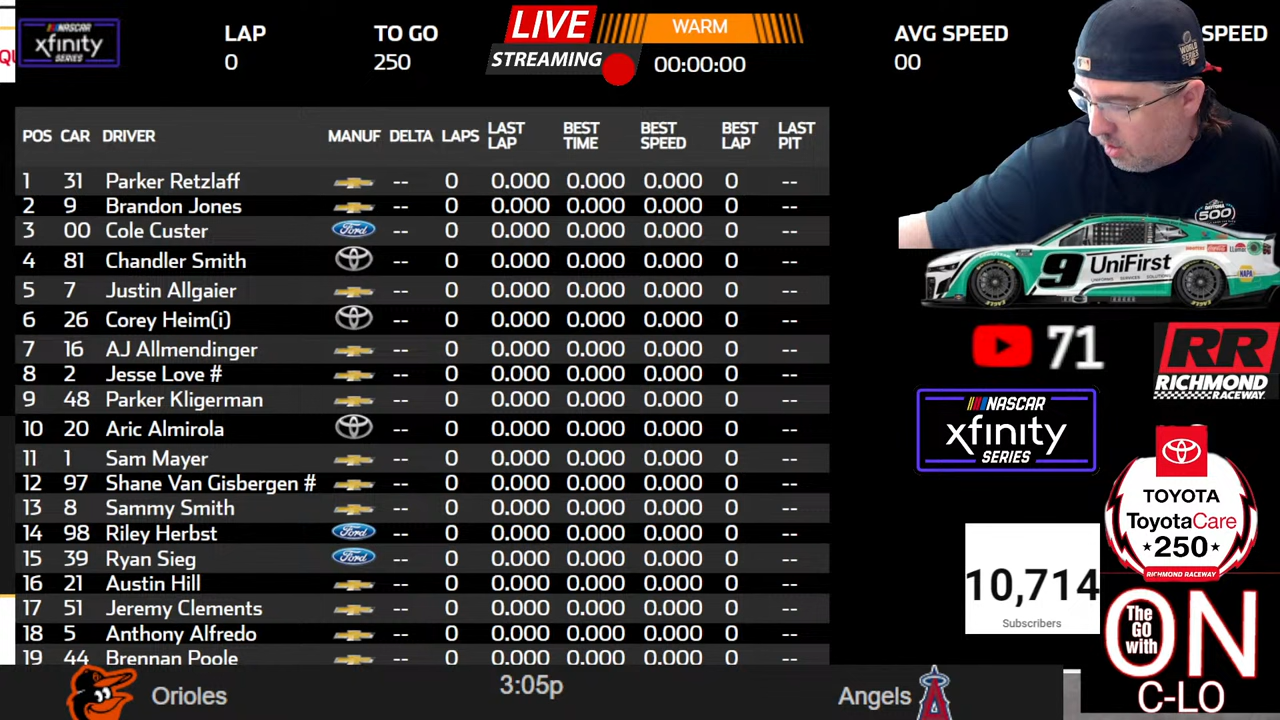 NASCAR
xfinity
SERIES
LAP
0
TO GO
250
LIVE
STREAMING
WARM
00:00:00
AVG SPEED
00
SPEED
POS CAR DRIVER MANUF DELTA LAPS LAST LAP BEST TIME BEST SPEED BEST LAP LAST PIT
1 31 Parker Retzlaff -- 0 0.000 0.000 0.000 0 --
2 9 Brandon Jones -- 0 0.000 0.000 0.000 0 --
3 00 Cole Custer Ford -- 0 0.000 0.000 0.000 0 --
4 81 Chandler Smith -- 0 0.000 0.000 0.000 0 --
5 7 Justin Allgaier -- 0 0.000 0.000 0.000 0 --
6 26 Corey Heim(i) -- 0 0.000 0.000 0.000 0 --
7 16 AJ Allmendinger -- 0 0.000 0.000 0.000 0 --
8 2 Jesse Love # -- 0 0.000 0.000 0.000 0 --
9 48 Parker Kligerman -- 0 0.000 0.000 0.000 0 --
10 20 Aric Almirola -- 0 0.000 0.000 0.000 0 --
11 1 Sam Mayer -- 0 0.000 0.000 0.000 0 --
12 97 Shane Van Gisbergen # -- 0 0.000 0.000 0.000 0 --
13 8 Sammy Smith -- 0 0.000 0.000 0.000 0 --
14 98 Riley Herbst Ford -- 0 0.000 0.000 0.000 0 --
15 39 Ryan Sieg Ford -- 0 0.000 0.000 0.000 0 --
16 21 Austin Hill -- 0 0.000 0.000 0.000 0 --
17 51 Jeremy Clements -- 0 0.000 0.000 0.000 0 --
18 5 Anthony Alfredo -- 0 0.000 0.000 0.000 0 --
19 44 Brennan Poole -- 0 0.000 0.000 0.000 0 --
WORLD
SERIES
DAYTONA
500
9 UniFirst
NAPA
71
RR
RICHMOND
RACEWAY
NASCAR
xfinity
SERIES
TOYOTA
ToyotaCare
250
RICHMOND RACEWAY
10,714
Subscribers
The
GO
with
ON
C-LO
Orioles
3:05p
Angels
A